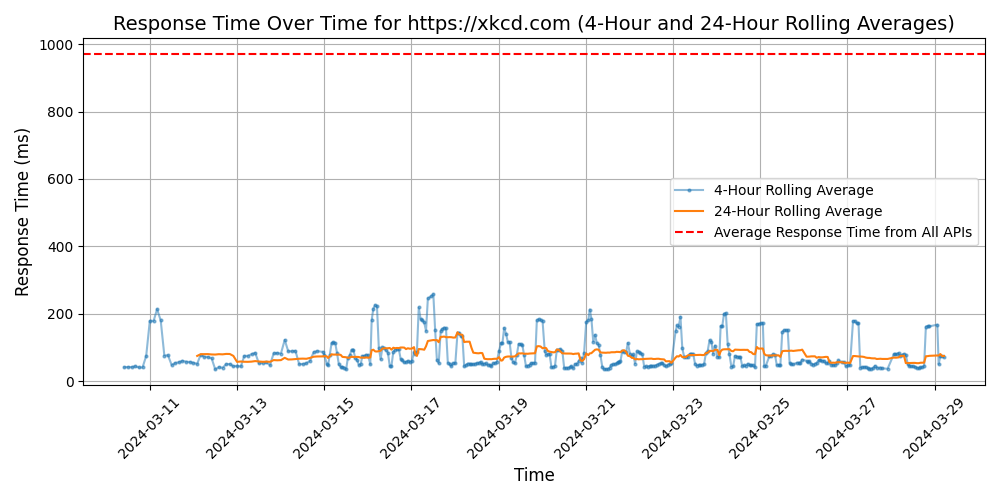 Response Time Over Time for https://xkcd.com (4-Hour and 24-Hour Rolling Averages)
1000
800
600
400
200
0
Response Time (ms)
4-Hour Rolling Average
24-Hour Rolling Average
Average Response Time from All APIs
2024-03-11
2024-03-13
2024-03-15
2024-03-17
2024-03-19
2024-03-21
2024-03-23
2024-03-25
2024-03-27
2024-03-29
Time